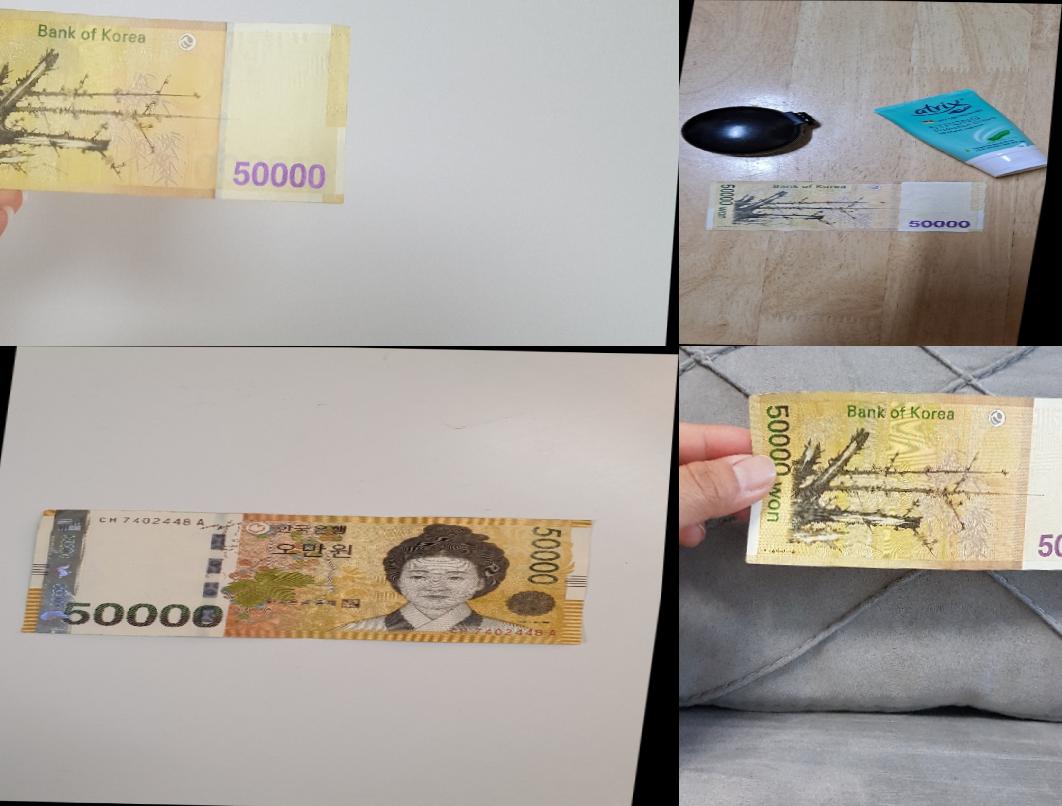 Bank of Korea
50000
atrix
50000 won
Bank of Korea
50000
CH 7402448 A
한국은행
오만원
50000
50000
CH 7402448 A
Bank of Korea
50000 won
50